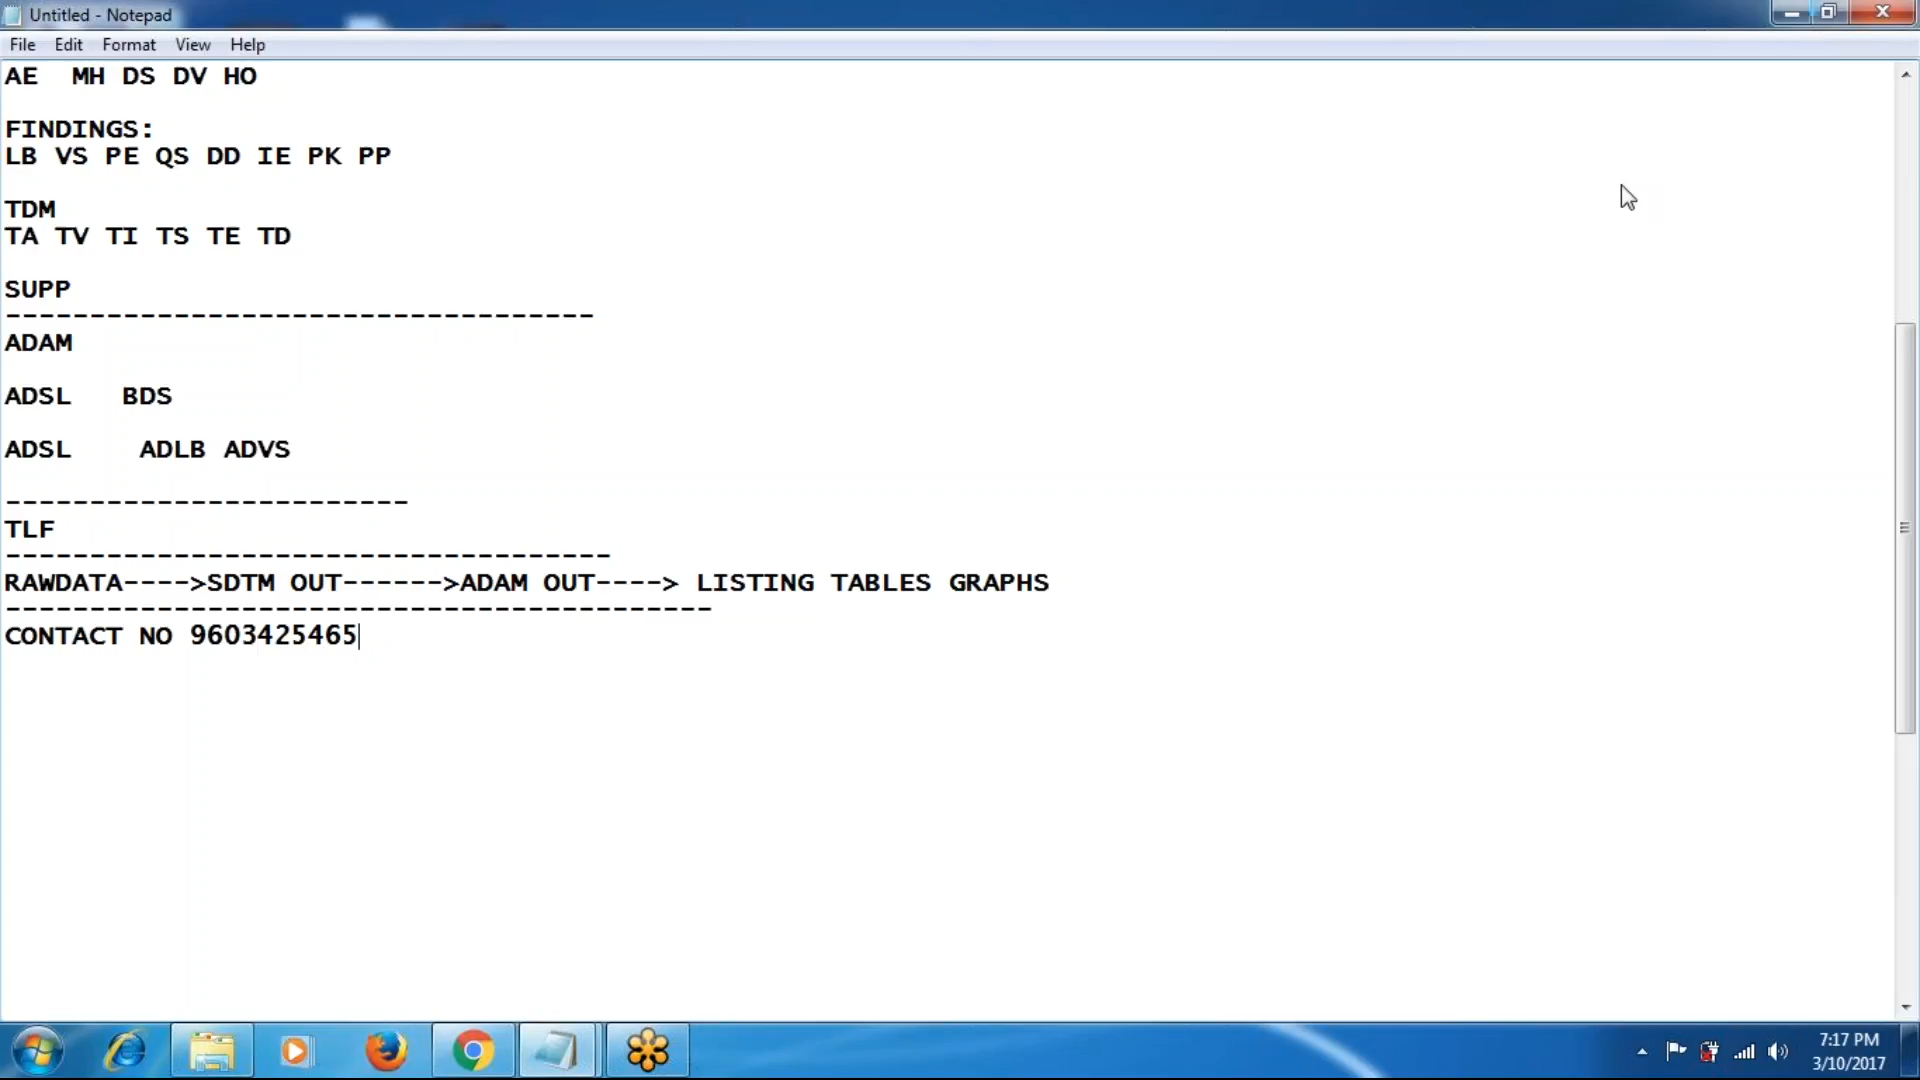 Untitled - Notepad
File Edit Format View Help
AE  MH DS DV HO
FINDINGS:
LB VS PE QS DD IE PK PP
TDM
TA TV TI TS TE TD
SUPP
-----------------------------------
ADAM
ADSL   BDS
ADSL    ADLB ADVS
------------------------
TLF
------------------------------------
RAWDATA---->SDTM OUT------>ADAM OUT----> LISTING TABLES GRAPHS
------------------------------------------
CONTACT NO 9603425465
7:17 PM
3/10/2017